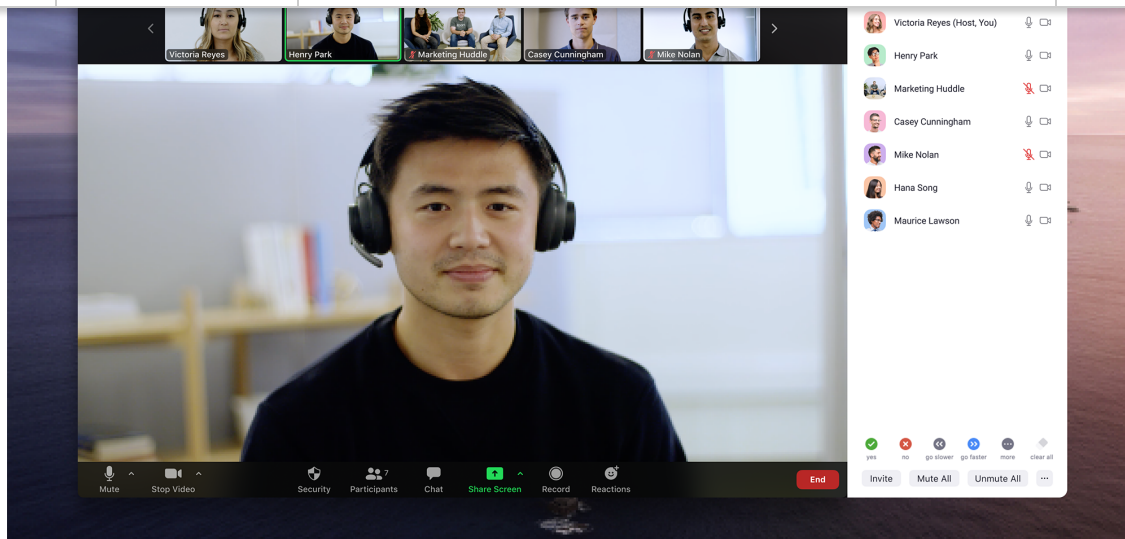 Victoria Reyes
Henry Park
Marketing Huddle
Casey Cunningham
Mike Nolan
Victoria Reyes (Host, You)
Henry Park
Marketing Huddle
Casey Cunningham
Mike Nolan
Hana Song
Maurice Lawson
yes
no
go slower
go faster
more
clear all
Invite
Mute All
Unmute All
Mute
Stop Video
Security
7
Participants
Chat
Share Screen
Record
Reactions
End